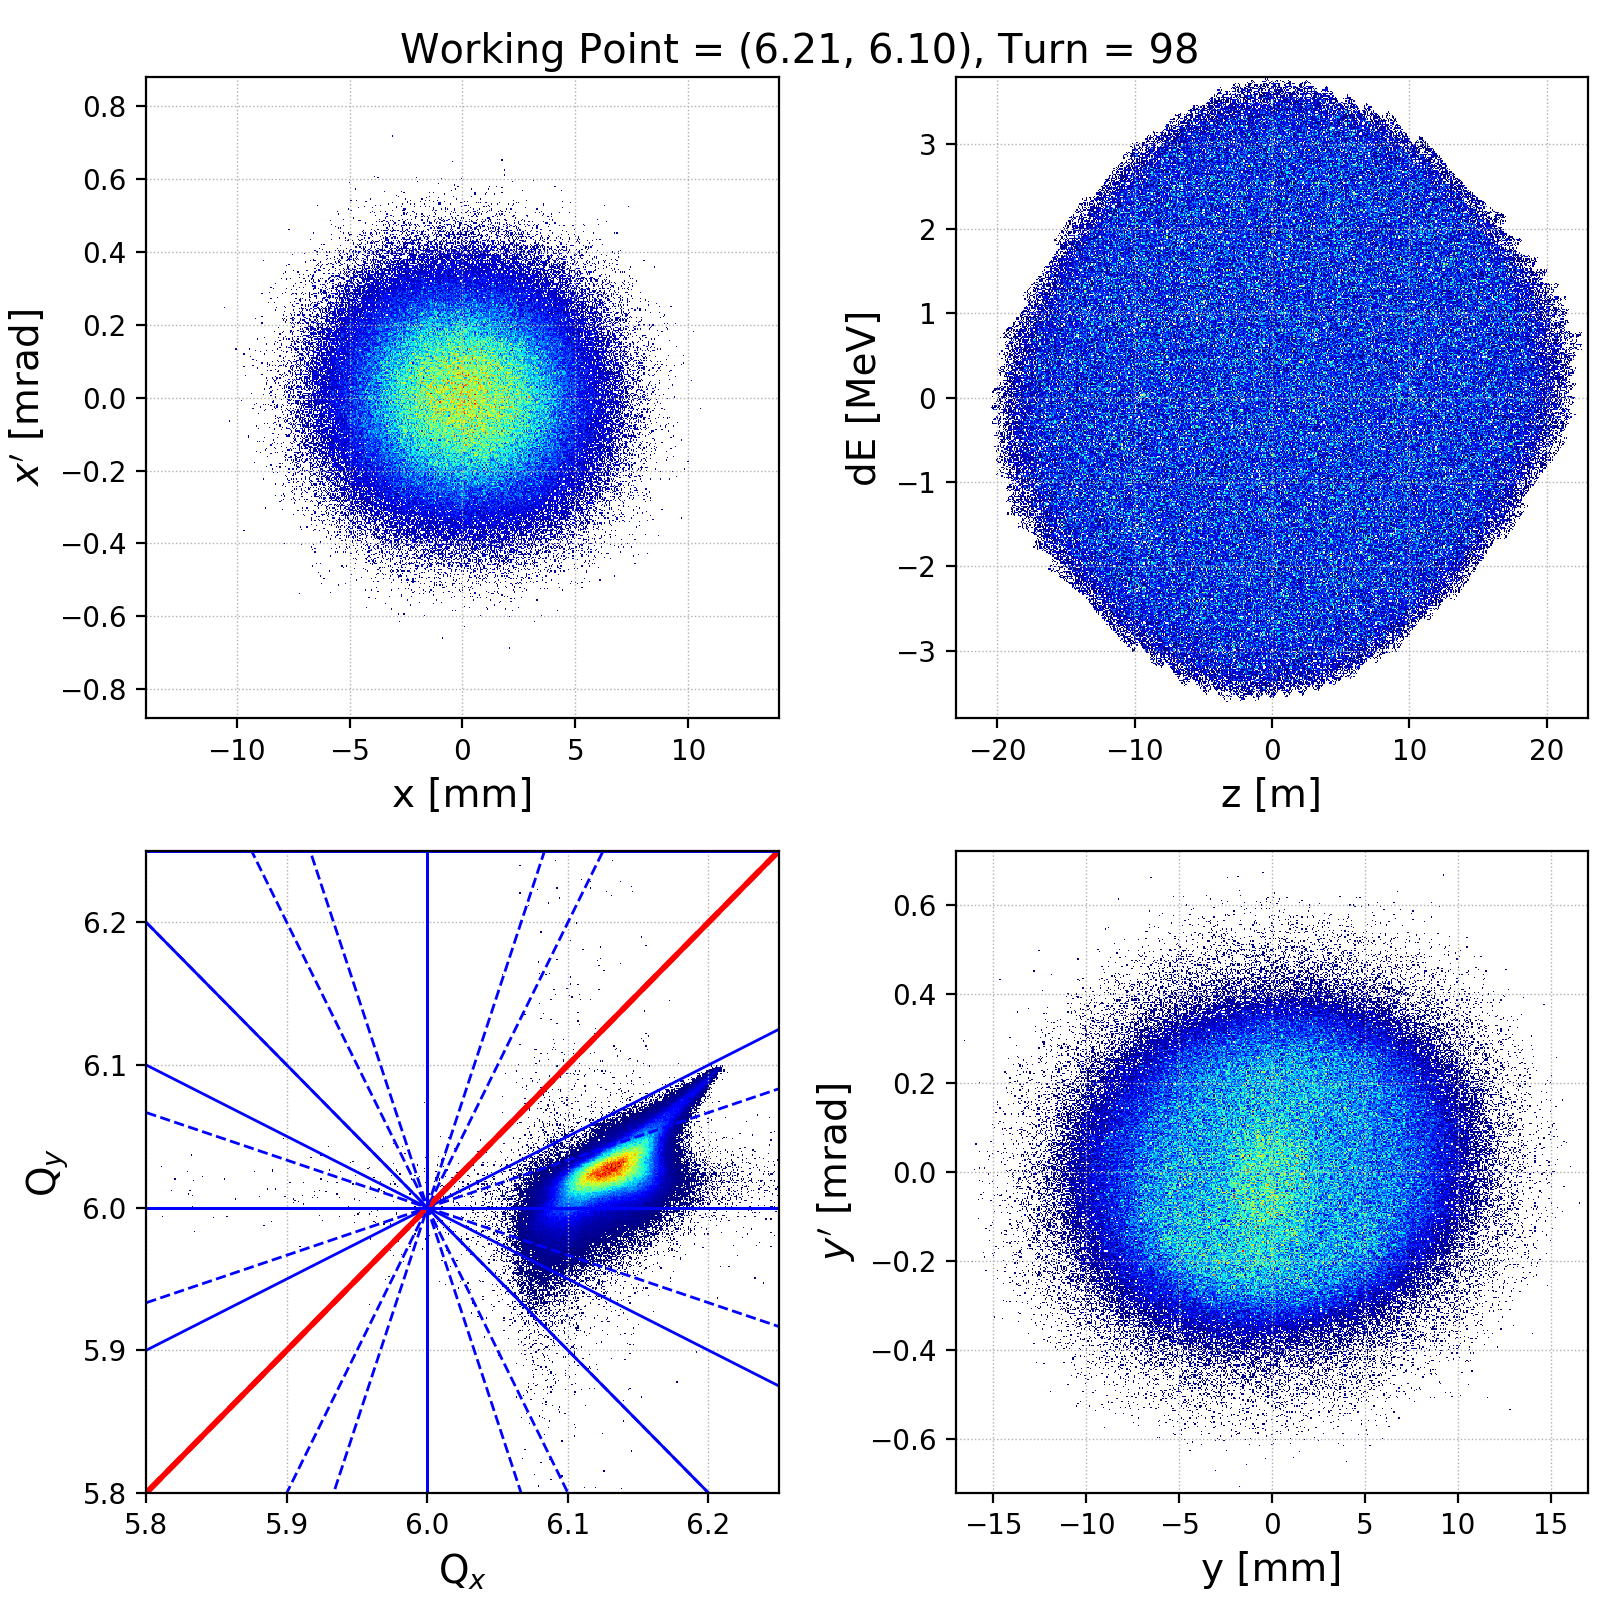 Working Point = (6.21, 6.10), Turn = 98
0.8
0.6
0.4
0.2
0.0
−0.2
−0.4
−0.6
−0.8
x′ [mrad]
−10 −5 0 5 10
x [mm]
3
2
1
0
−1
−2
−3
dE [MeV]
−20 −10 0 10 20
z [m]
6.2
6.1
6.0
5.9
5.8
Qy
5.8 5.9 6.0 6.1 6.2
Qx
0.6
0.4
0.2
0.0
−0.2
−0.4
−0.6
y′ [mrad]
−15 −10 −5 0 5 10 15
y [mm]